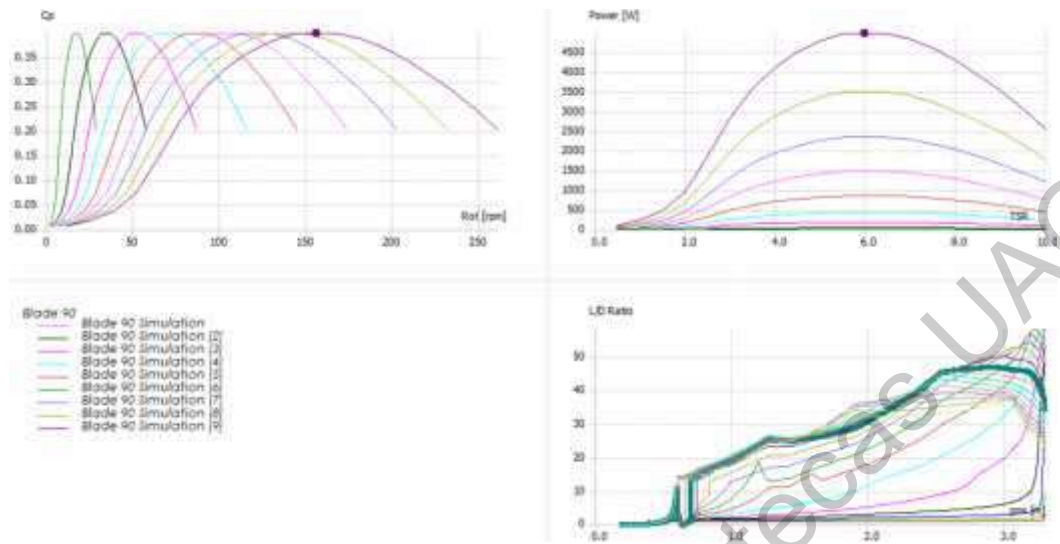 Cp
0.35
0.30
0.25
0.20
0.15
0.10
0.05
0.00
0
50
100
150
200
250
Rot [rpm]
Power [W]
4500
4000
3500
3000
2500
2000
1500
1000
500
0
0.0
2.0
4.0
6.0
8.0
10.0
TSR
Blade 90
Blade 90 Simulation
Blade 90 Simulation [2]
Blade 90 Simulation [3]
Blade 90 Simulation [4]
Blade 90 Simulation [5]
Blade 90 Simulation [6]
Blade 90 Simulation [7]
Blade 90 Simulation [8]
Blade 90 Simulation [9]
L/D Ratio
50
40
30
20
10
0
0.0
1.0
2.0
3.0
tecas UAO